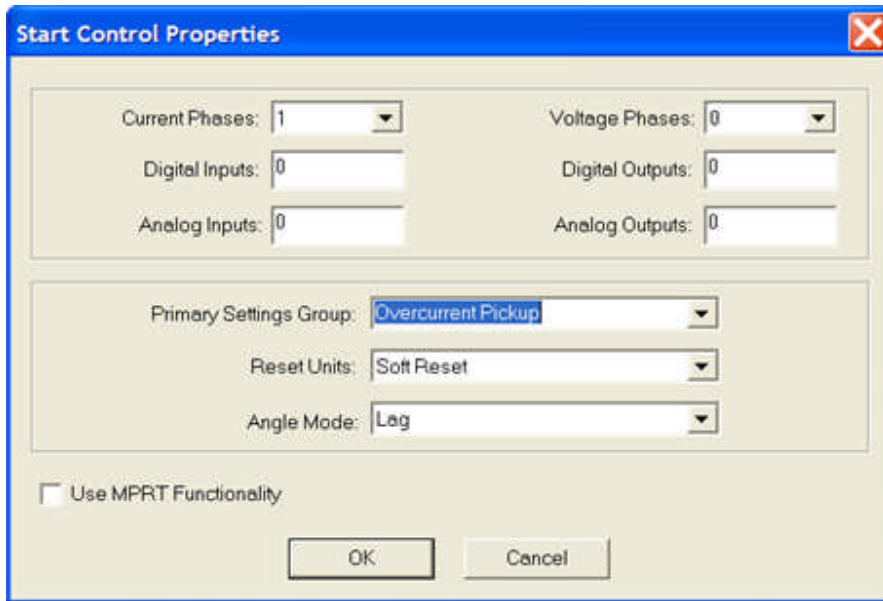 Start Control Properties
Current Phases: 1 Voltage Phases: 0
Digital Inputs: 0 Digital Outputs: 0
Analog Inputs: 0 Analog Outputs: 0
Primary Settings Group: Overcurrent Pickup
Reset Units: Soft Reset
Angle Mode: Lag
Use MPRT Functionality
OK Cancel